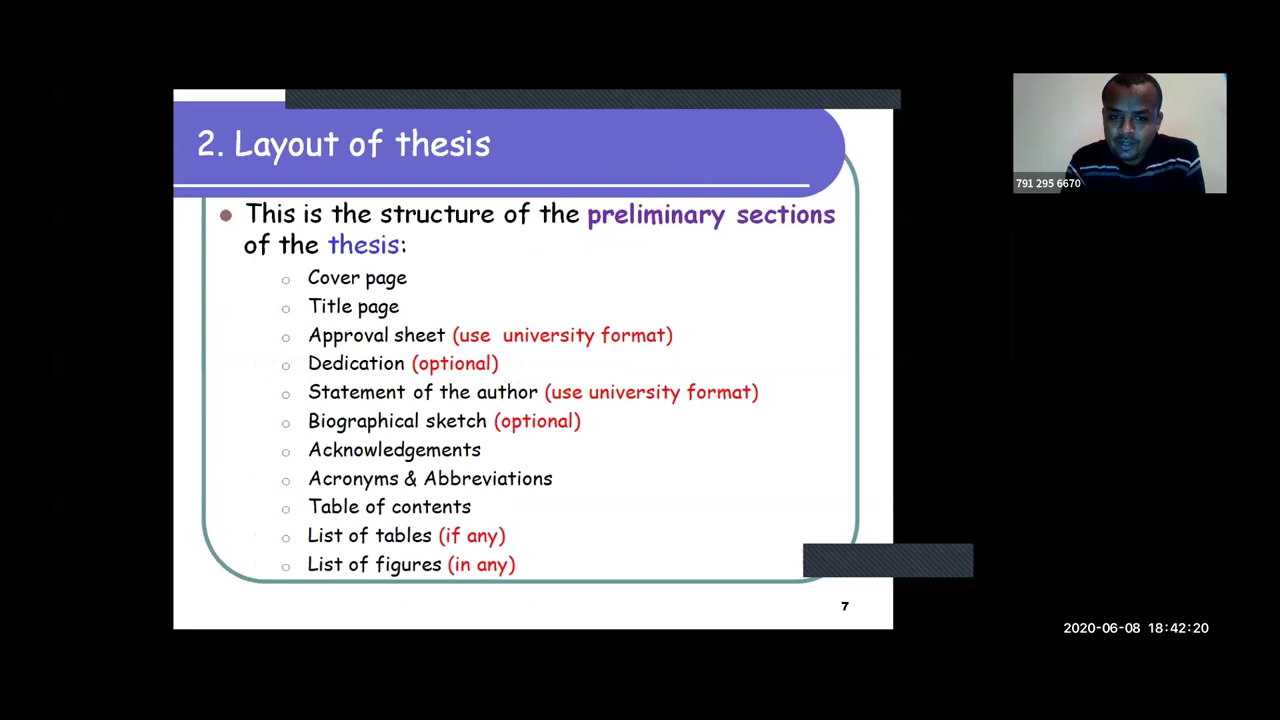 2. Layout of thesis
This is the structure of the preliminary sections
of the thesis:
Cover page
Title page
Approval sheet (use university format)
Dedication (optional)
Statement of the author (use university format)
Biographical sketch (optional)
Acknowledgements
Acronyms & Abbreviations
Table of contents
List of tables (if any)
List of figures (in any)
7
791 295 6670
2020-06-08 18:42:20